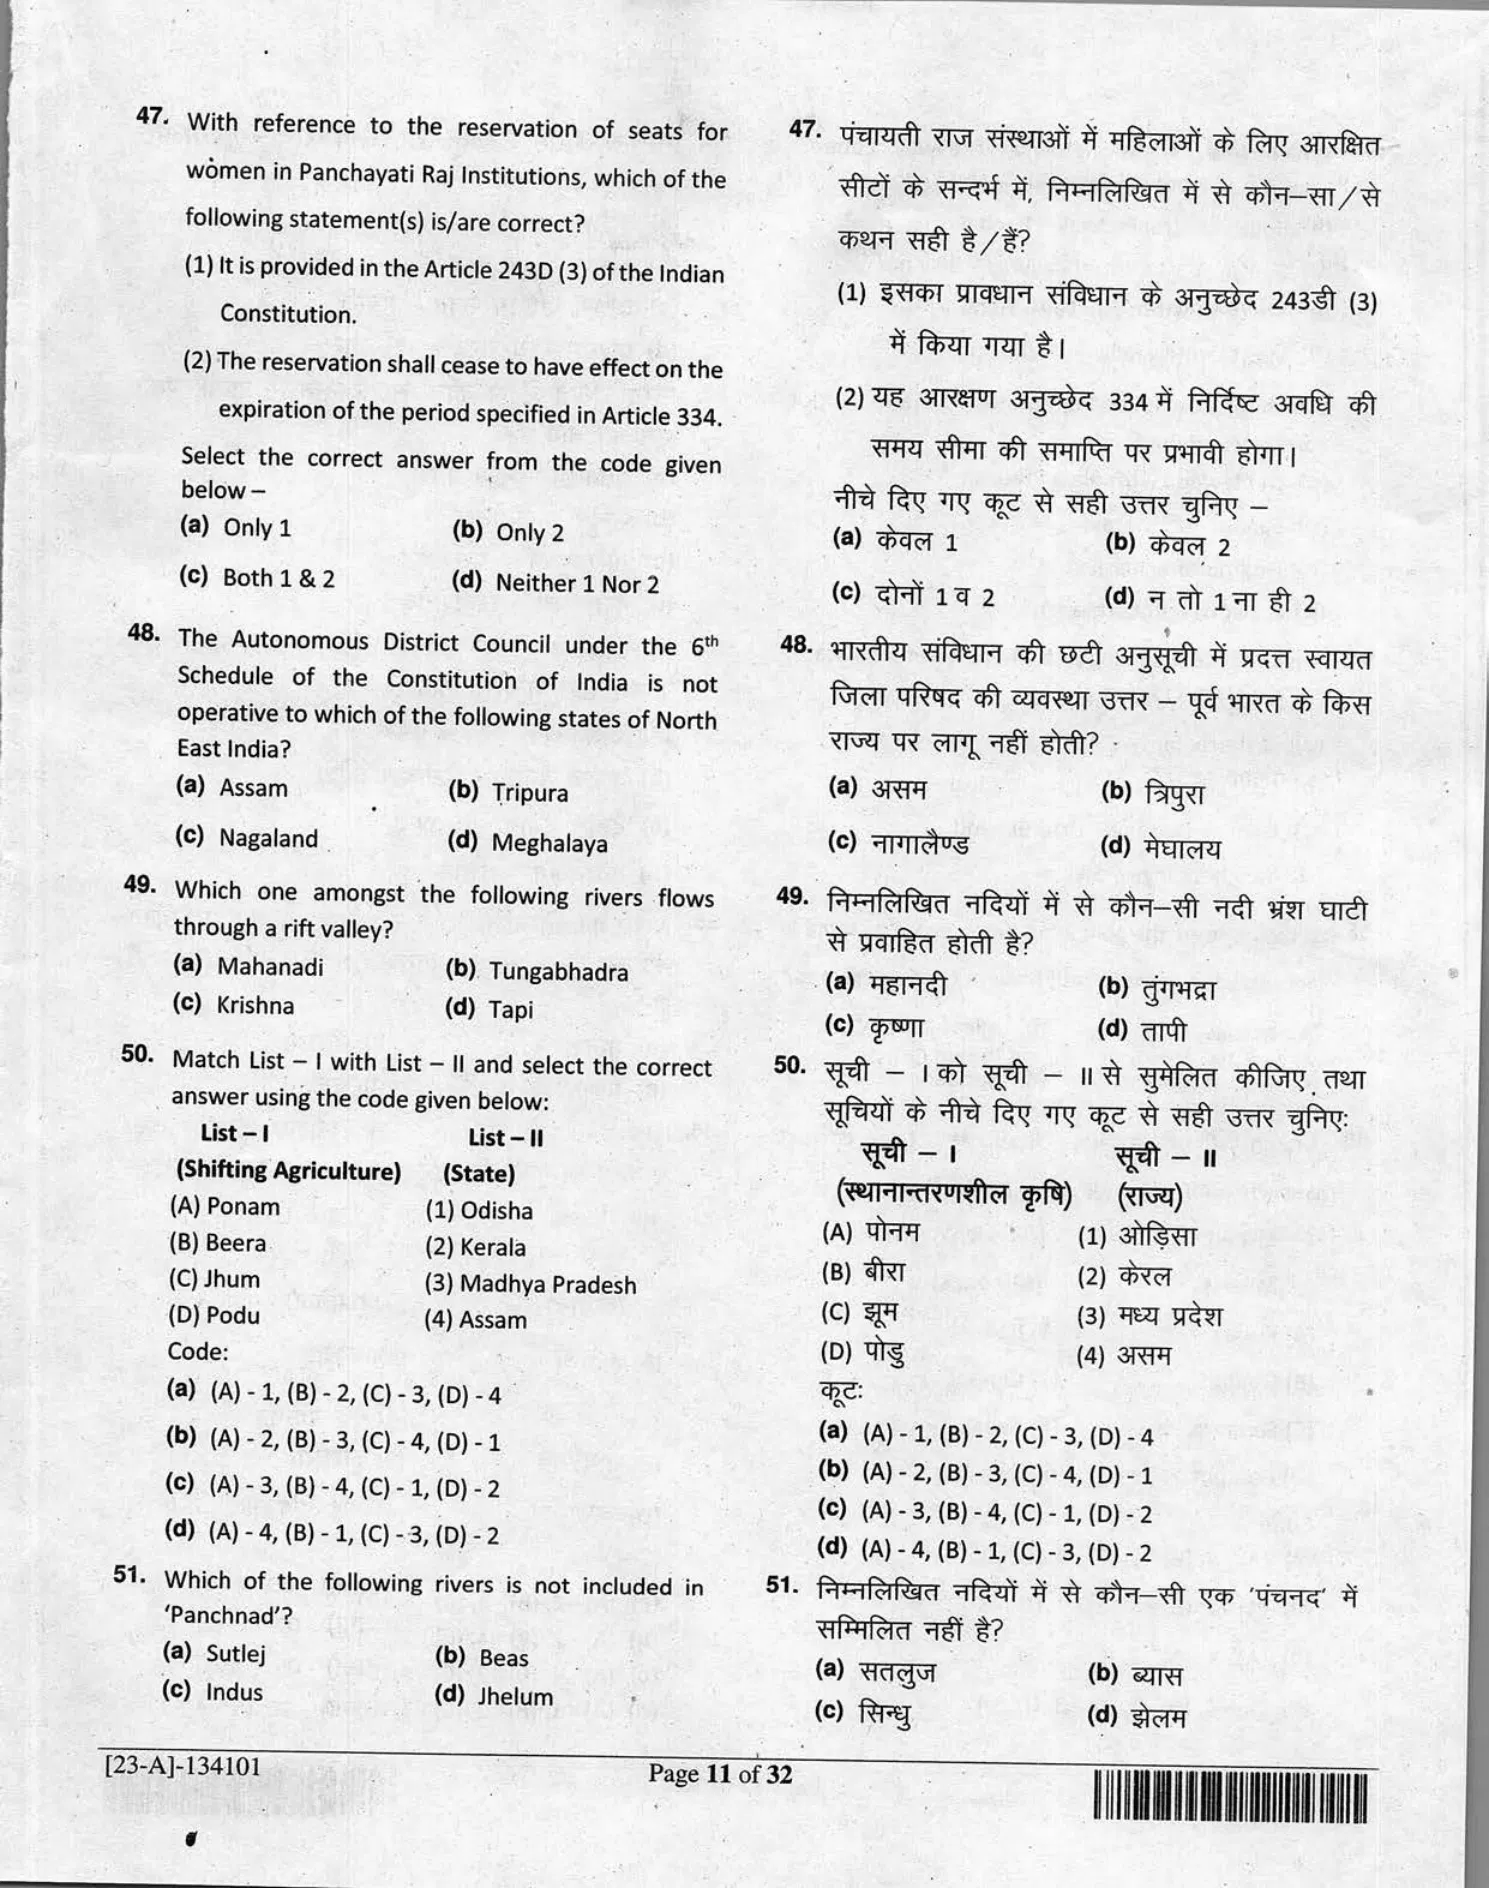 47. With reference to the reservation of seats for
women in Panchayati Raj Institutions, which of the
following statement(s) is/are correct?
(1) It is provided in the Article 243D (3) of the Indian
Constitution.
(2) The reservation shall cease to have effect on the
expiration of the period specified in Article 334.
Select the correct answer from the code given
below –
(a) Only 1 (b) Only 2
(c) Both 1 & 2 (d) Neither 1 Nor 2
48. The Autonomous District Council under the 6th
Schedule of the Constitution of India is not
operative to which of the following states of North
East India?
(a) Assam (b) Tripura
(c) Nagaland (d) Meghalaya
49. Which one amongst the following rivers flows
through a rift valley?
(a) Mahanadi (b) Tungabhadra
(c) Krishna (d) Tapi
50. Match List – I with List – II and select the correct
answer using the code given below:
List – I List – II
(Shifting Agriculture) (State)
(A) Ponam (1) Odisha
(B) Beera (2) Kerala
(C) Jhum (3) Madhya Pradesh
(D) Podu (4) Assam
Code:
(a) (A) - 1, (B) - 2, (C) - 3, (D) - 4
(b) (A) - 2, (B) - 3, (C) - 4, (D) - 1
(c) (A) - 3, (B) - 4, (C) - 1, (D) - 2
(d) (A) - 4, (B) - 1, (C) - 3, (D) - 2
51. Which of the following rivers is not included in
‘Panchnad’?
(a) Sutlej (b) Beas
(c) Indus (d) Jhelum
47. पंचायती राज संस्थाओं में महिलाओं के लिए आरक्षित
सीटों के सन्दर्भ में, निम्नलिखित में से कौन–सा/से
कथन सही है/हैं?
(1) इसका प्रावधान संविधान के अनुच्छेद 243डी (3)
में किया गया है।
(2) यह आरक्षण अनुच्छेद 334 में निर्दिष्ट अवधि की
समय सीमा की समाप्ति पर प्रभावी होगा।
नीचे दिए गए कूट से सही उत्तर चुनिए –
(a) केवल 1 (b) केवल 2
(c) दोनों 1 व 2 (d) न तो 1 ना ही 2
48. भारतीय संविधान की छटी अनुसूची में प्रदत्त स्वायत
जिला परिषद की व्यवस्था उत्तर – पूर्व भारत के किस
राज्य पर लागू नहीं होती?
(a) असम (b) त्रिपुरा
(c) नागालैण्ड (d) मेघालय
49. निम्नलिखित नदियों में से कौन–सी नदी भ्रंश घाटी
से प्रवाहित होती है?
(a) महानदी (b) तुंगभद्रा
(c) कृष्णा (d) तापी
50. सूची – I को सूची – II से सुमेलित कीजिए तथा
सूचियों के नीचे दिए गए कूट से सही उत्तर चुनिएः
सूची – I सूची – II
(स्थानान्तरणशील कृषि) (राज्य)
(A) पोनम (1) ओड़िसा
(B) बीरा (2) केरल
(C) झूम (3) मध्य प्रदेश
(D) पोडु (4) असम
कूटः
(a) (A) - 1, (B) - 2, (C) - 3, (D) - 4
(b) (A) - 2, (B) - 3, (C) - 4, (D) - 1
(c) (A) - 3, (B) - 4, (C) - 1, (D) - 2
(d) (A) - 4, (B) - 1, (C) - 3, (D) - 2
51. निम्नलिखित नदियों में से कौन–सी एक ‘पंचनद’ में
सम्मिलित नहीं है?
(a) सतलुज (b) ब्यास
(c) सिन्धु (d) झेलम
[23-A]-134101 Page 11 of 32